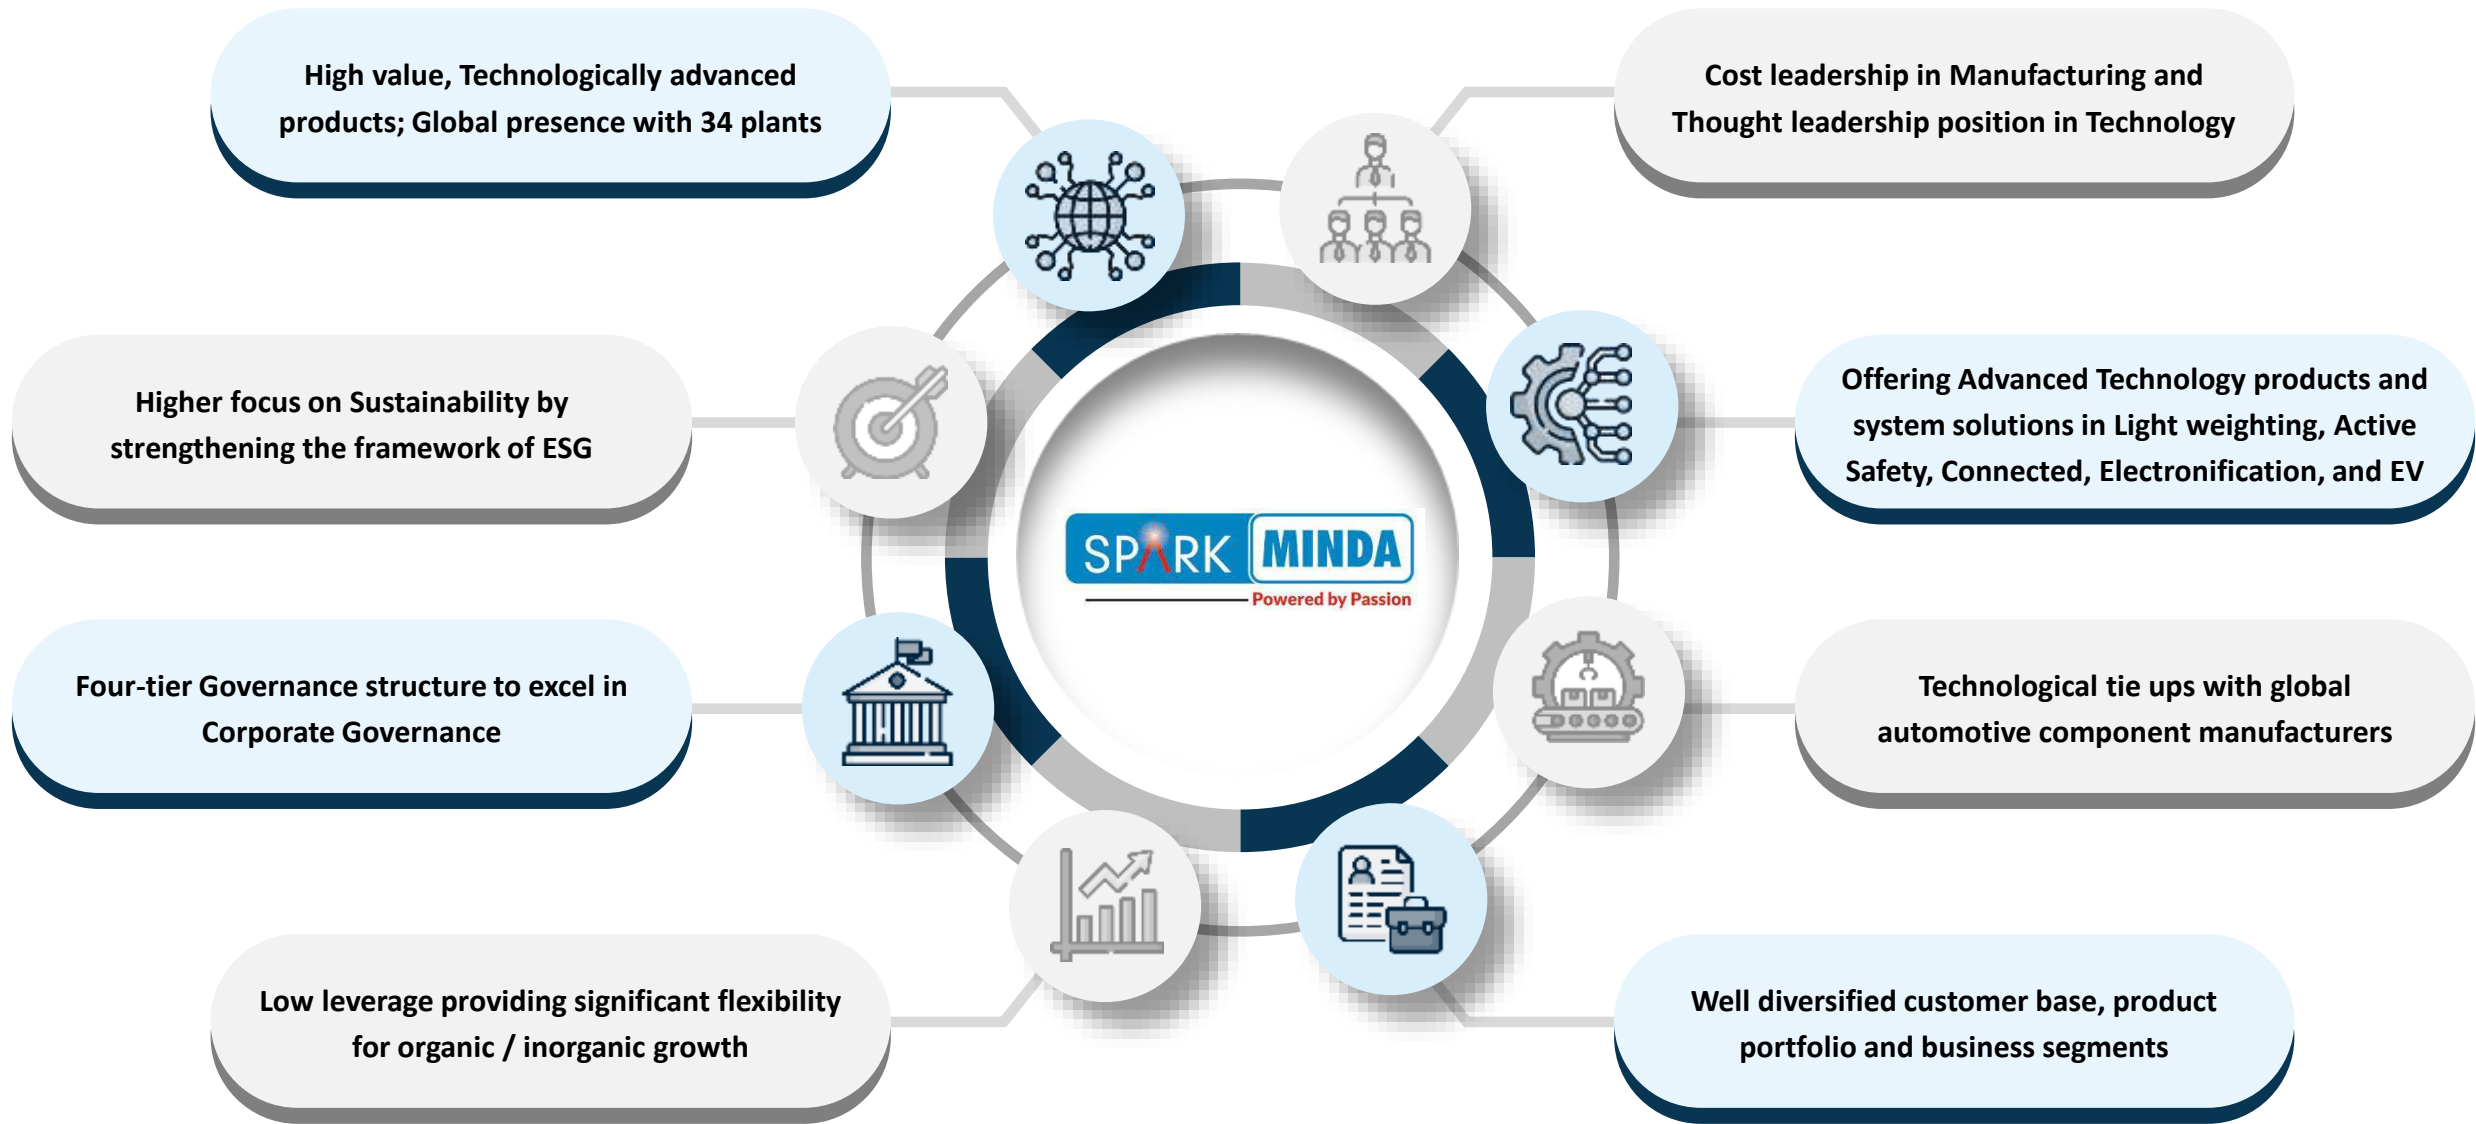 High value, Technologically advanced
products; Global presence with 34 plants
Cost leadership in Manufacturing and
Thought leadership position in Technology
Higher focus on Sustainability by
strengthening the framework of ESG
Offering Advanced Technology products and
system solutions in Light weighting, Active
Safety, Connected, Electronification, and EV
SPARK MINDA
Powered by Passion
Four-tier Governance structure to excel in
Corporate Governance
Technological tie ups with global
automotive component manufacturers
Low leverage providing significant flexibility
for organic / inorganic growth
Well diversified customer base, product
portfolio and business segments